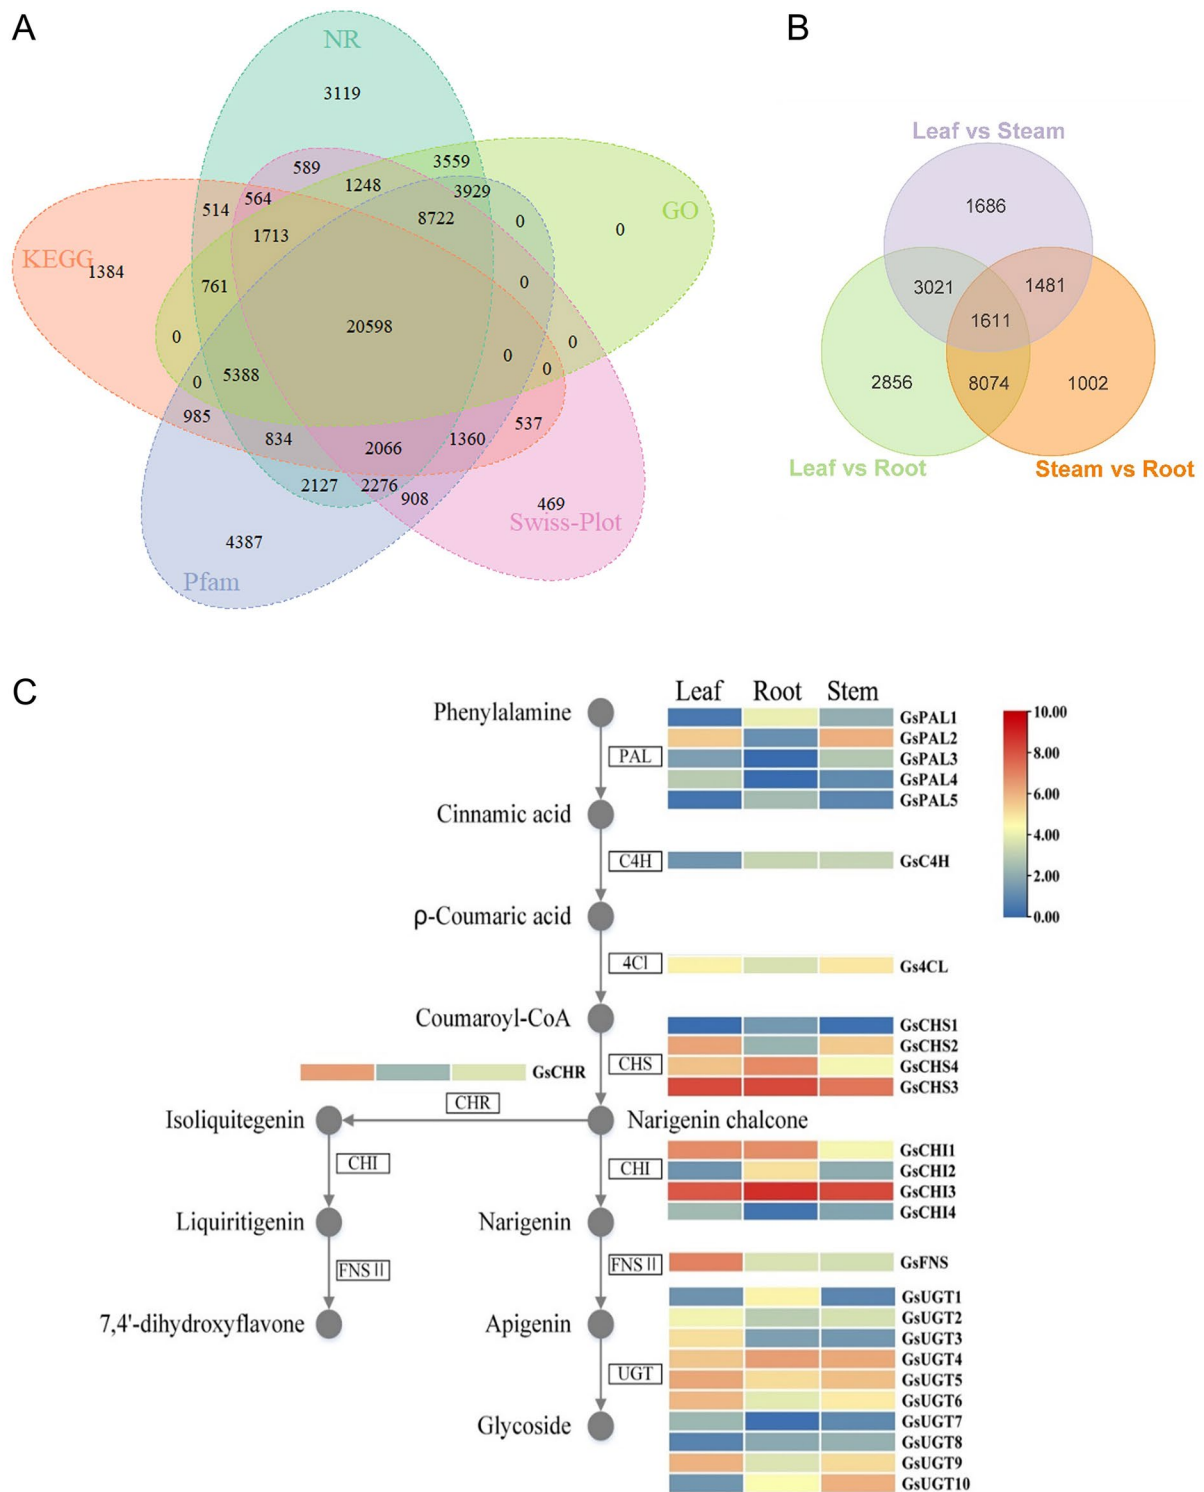 A
B
NR
3119
Leaf vs Steam
589
3559
1248
3929
564
514
8722
0
GO
0
1686
1713
KEGG
1384
761
0
3021
1481
20598
1611
0
0
0
0
5388
0
2856
8074
1002
985
834
2066
1360
537
Leaf vs Root
Steam vs Root
2127
2276
908
469
Swiss-Plot
4387
Pfam
C
Leaf Root Stem
Phenylalamine
GsPAL1
10.00
GsPAL2
PAL
GsPAL3
8.00
GsPAL4
GsPAL5
6.00
Cinnamic acid
4.00
C4H
GsC4H
2.00
0.00
ρ-Coumaric acid
4Cl
Gs4CL
Coumaroyl-CoA
GsCHS1
GsCHS2
CHS
GsCHS4
GsCHR
GsCHS3
CHR
Isoliquitegenin
Narigenin chalcone
GsCHI1
CHI
CHI
GsCHI2
GsCHI3
GsCHI4
Liquiritigenin
Narigenin
FNSⅡ
FNSⅡ
GsFNS
GsUGT1
7,4'-dihydroxyflavone
Apigenin
GsUGT2
GsUGT3
GsUGT4
UGT
GsUGT5
GsUGT6
Glycoside
GsUGT7
GsUGT8
GsUGT9
GsUGT10